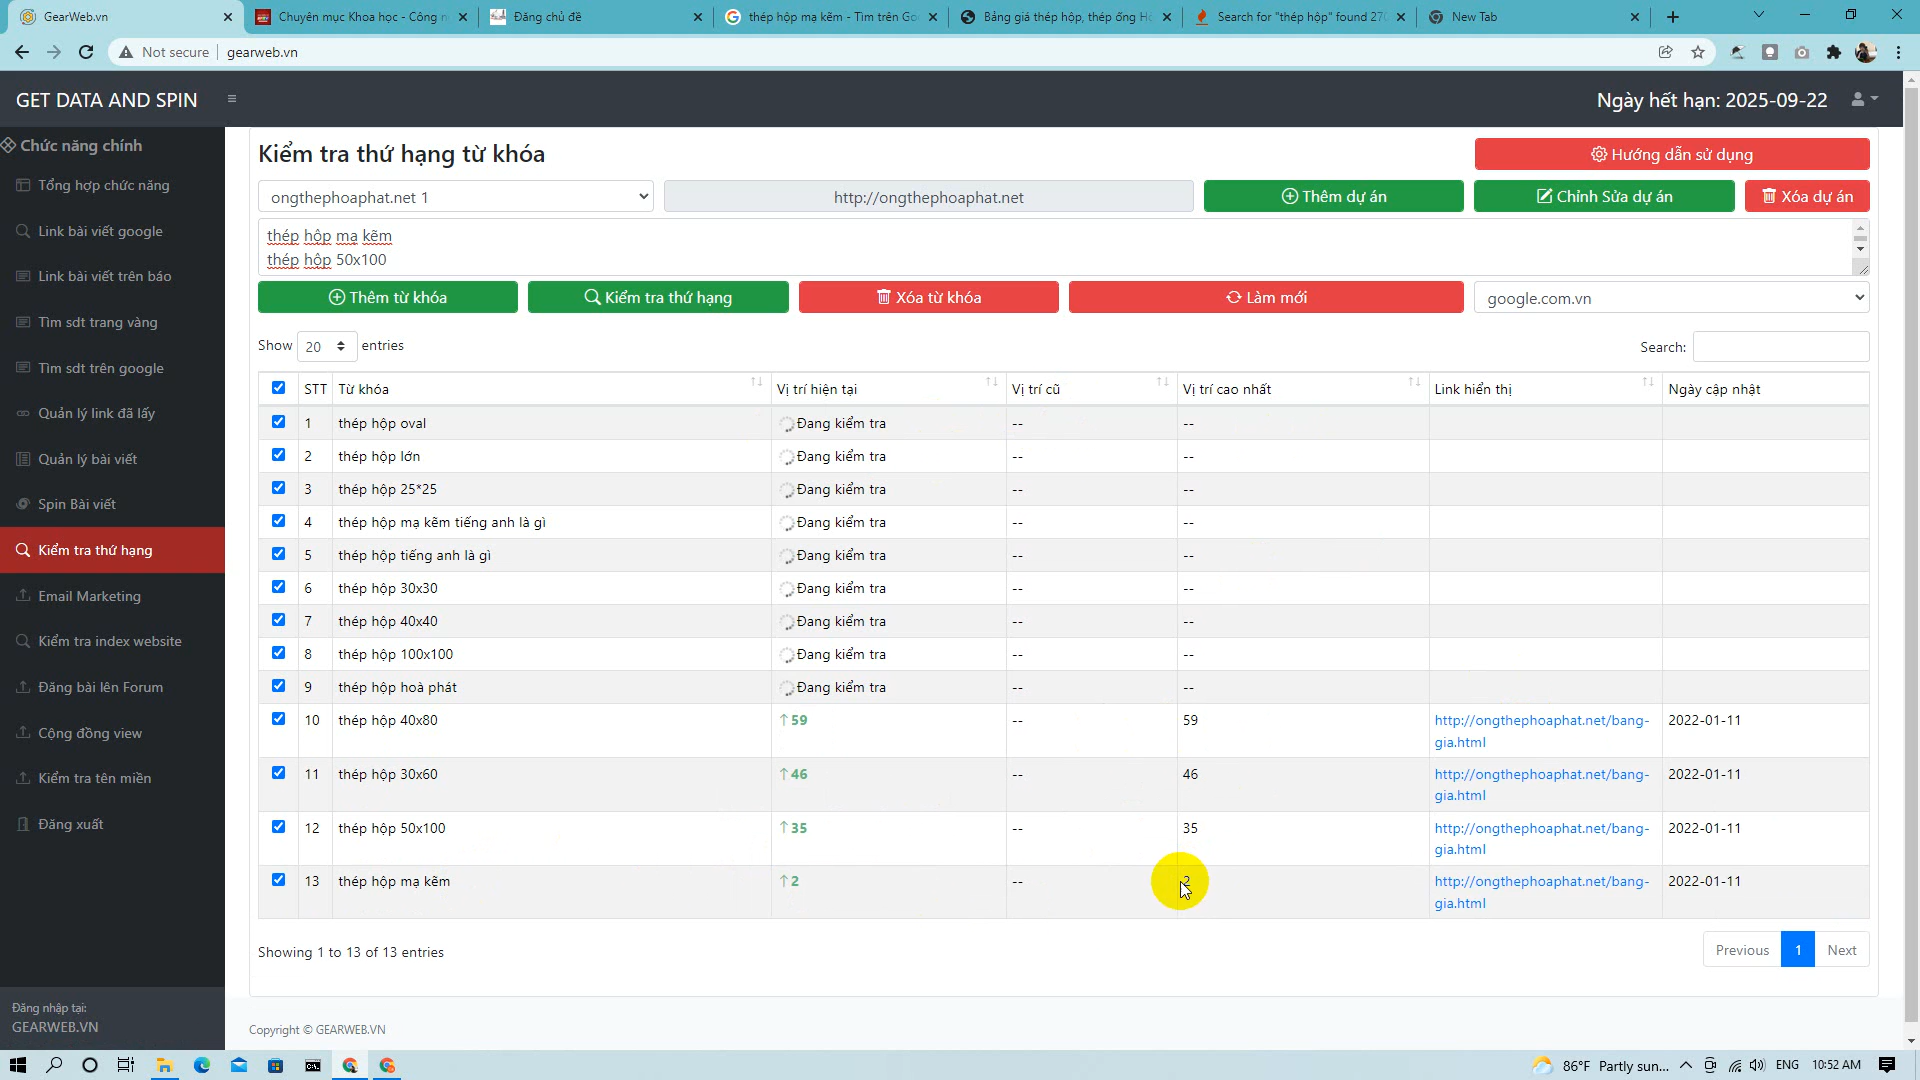 GearWeb.vn
Chuyên mục Khoa học - Công n
Đăng chủ đề
thép hộp mạ kẽm - Tìm trên Go
Bảng giá thép hộp, thép ống Hò
Search for "thép hộp" found 270
New Tab
Not secure
gearweb.vn
GET DATA AND SPIN
Ngày hết hạn: 2025-09-22
Chức năng chính
Tổng hợp chức năng
Link bài viết google
Link bài viết trên báo
Tìm sdt trang vàng
Tìm sdt trên google
Quản lý link đã lấy
Quản lý bài viết
Spin Bài viết
Kiểm tra thứ hạng
Email Marketing
Kiểm tra index website
Đăng bài lên Forum
Cộng đồng view
Kiểm tra tên miền
Đăng xuất
Đăng nhập tại:
GEARWEB.VN
Kiểm tra thứ hạng từ khóa
Hướng dẫn sử dụng
ongthephoaphat.net 1
http://ongthephoaphat.net
Thêm dự án
Chỉnh Sửa dự án
Xóa dự án
thép hộp mạ kẽm
thép hộp 50x100
Thêm từ khóa
Kiểm tra thứ hạng
Xóa từ khóa
Làm mới
google.com.vn
Show 20 entries
Search:
STT Từ khóa Vị trí hiện tại Vị trí cũ Vị trí cao nhất Link hiển thị Ngày cập nhật
1 thép hộp oval Đang kiểm tra -- --
2 thép hộp lớn Đang kiểm tra -- --
3 thép hộp 25*25 Đang kiểm tra -- --
4 thép hộp mạ kẽm tiếng anh là gì Đang kiểm tra -- --
5 thép hộp tiếng anh là gì Đang kiểm tra -- --
6 thép hộp 30x30 Đang kiểm tra -- --
7 thép hộp 40x40 Đang kiểm tra -- --
8 thép hộp 100x100 Đang kiểm tra -- --
9 thép hộp hoà phát Đang kiểm tra -- --
10 thép hộp 40x80 ↑59 -- 59 http://ongthephoaphat.net/bang- 2022-01-11
gia.html
11 thép hộp 30x60 ↑46 -- 46 http://ongthephoaphat.net/bang- 2022-01-11
gia.html
12 thép hộp 50x100 ↑35 -- 35 http://ongthephoaphat.net/bang- 2022-01-11
gia.html
13 thép hộp mạ kẽm ↑2 -- 2 http://ongthephoaphat.net/bang- 2022-01-11
gia.html
Showing 1 to 13 of 13 entries
Previous 1 Next
Copyright © GEARWEB.VN
86°F Partly sun...
ENG
10:52 AM